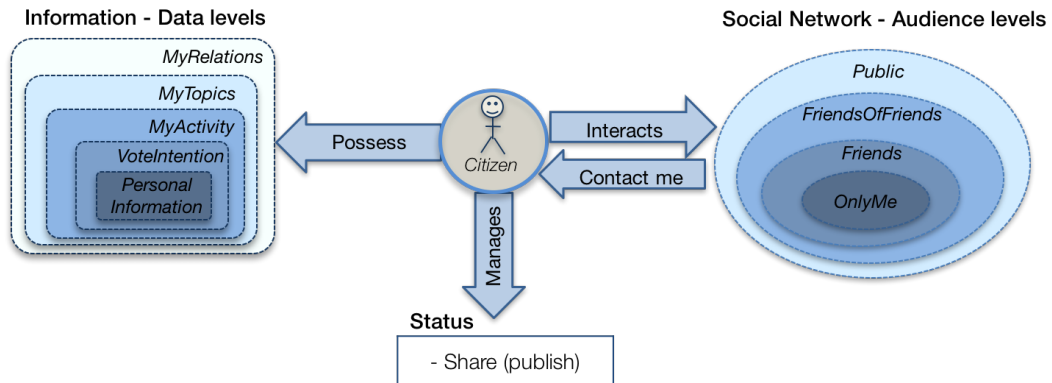 Information - Data levels
MyRelations
MyTopics
MyActivity
VoteIntention
Personal
Information
Possess
Citizen
Interacts
Contact me
Manages
Social Network - Audience levels
Public
FriendsOfFriends
Friends
OnlyMe
Status
- Share (publish)